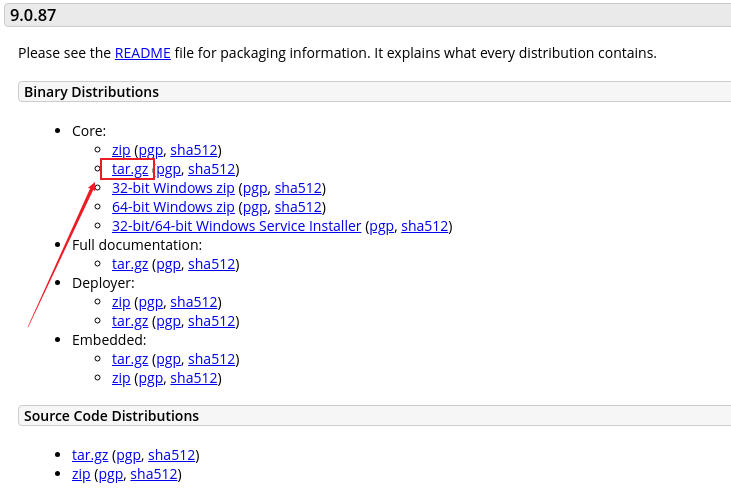 9.0.87
Please see the README file for packaging information. It explains what every distribution contains.
Binary Distributions
Core:
zip (pgp, sha512)
tar.gz (pgp, sha512)
32-bit Windows zip (pgp, sha512)
64-bit Windows zip (pgp, sha512)
32-bit/64-bit Windows Service Installer (pgp, sha512)
Full documentation:
tar.gz (pgp, sha512)
Deployer:
zip (pgp, sha512)
tar.gz (pgp, sha512)
Embedded:
tar.gz (pgp, sha512)
zip (pgp, sha512)
Source Code Distributions
tar.gz (pgp, sha512)
zip (pgp, sha512)